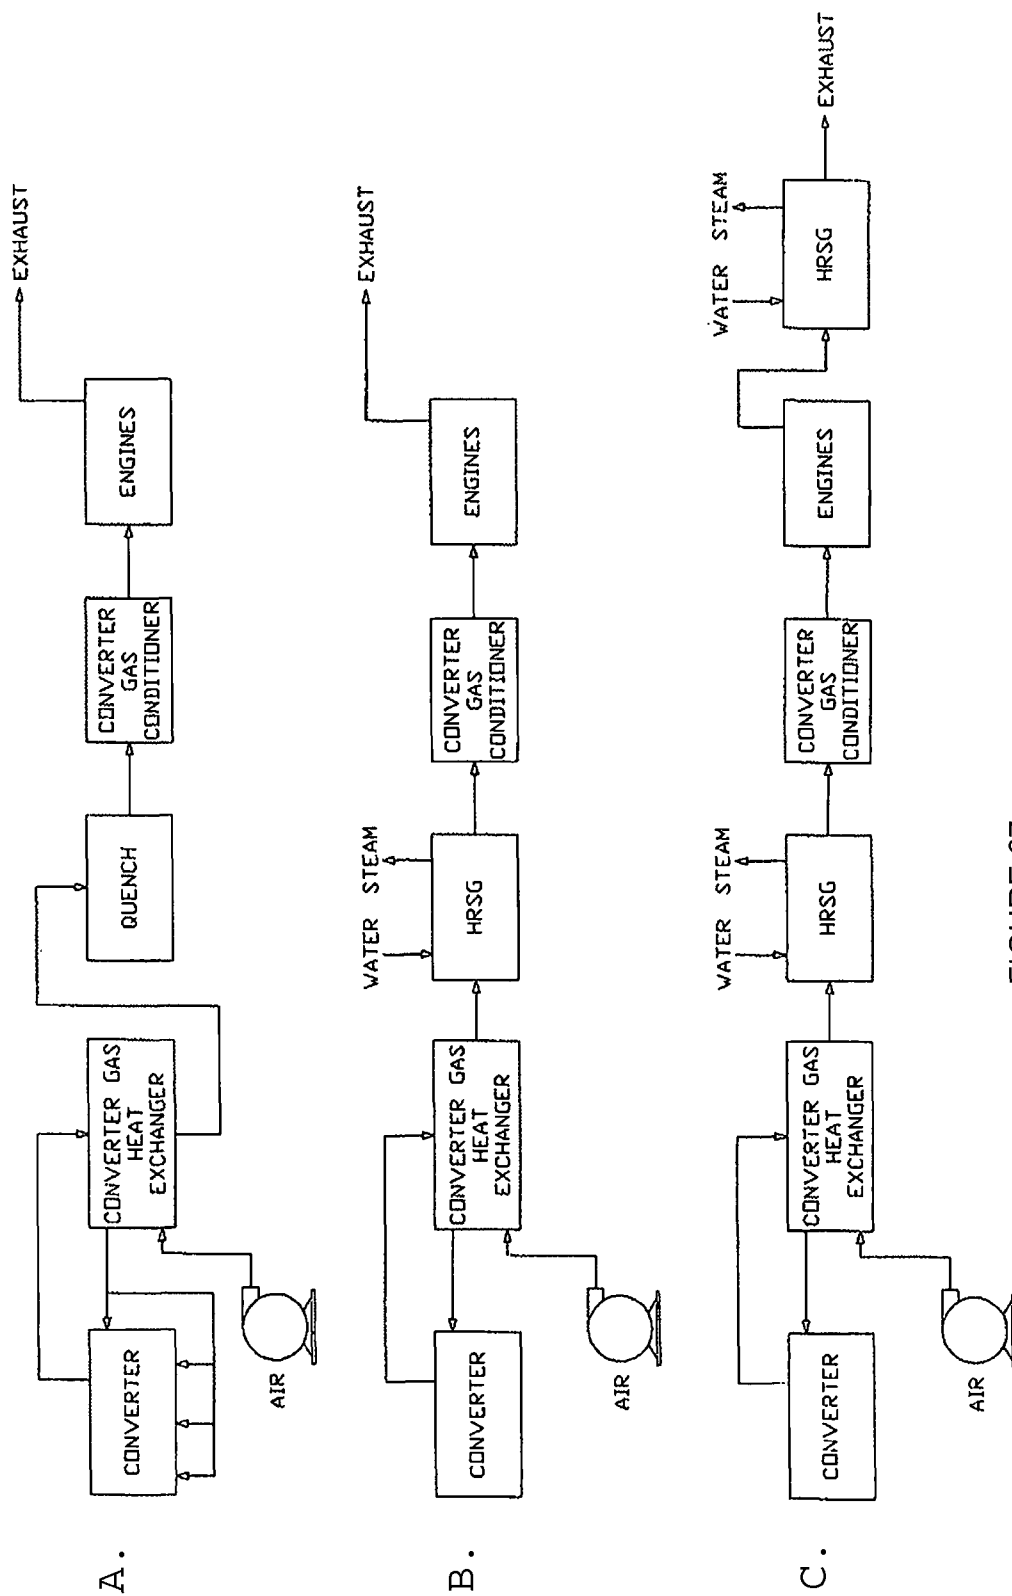 A.
CONVERTER
AIR
CONVERTER GAS
HEAT
EXCHANGER
QUENCH
CONVERTER
GAS
CONDITIONER
ENGINES
EXHAUST
B.
CONVERTER
AIR
CONVERTER GAS
HEAT
EXCHANGER
WATER STEAM
HRSG
CONVERTER
GAS
CONDITIONER
ENGINES
EXHAUST
C.
CONVERTER
AIR
CONVERTER GAS
HEAT
EXCHANGER
WATER STEAM
HRSG
CONVERTER
GAS
CONDITIONER
ENGINES
WATER STEAM
HRSG
EXHAUST
FIGURE